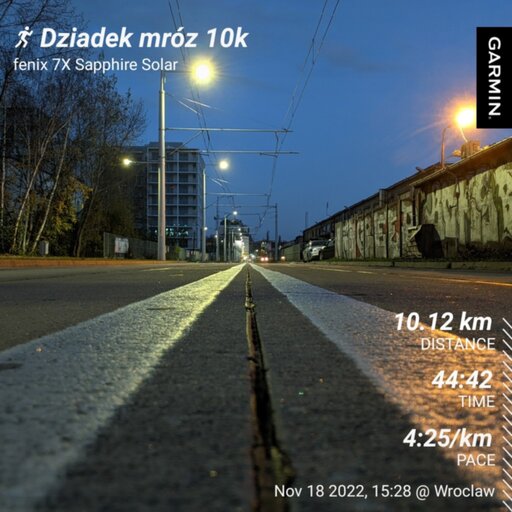 Dziadek mróz 10k
fenix 7X Sapphire Solar
GARMIN.
10.12 km
DISTANCE
44:42
TIME
4:25/km
PACE
Nov 18 2022, 15:28 @ Wroclaw